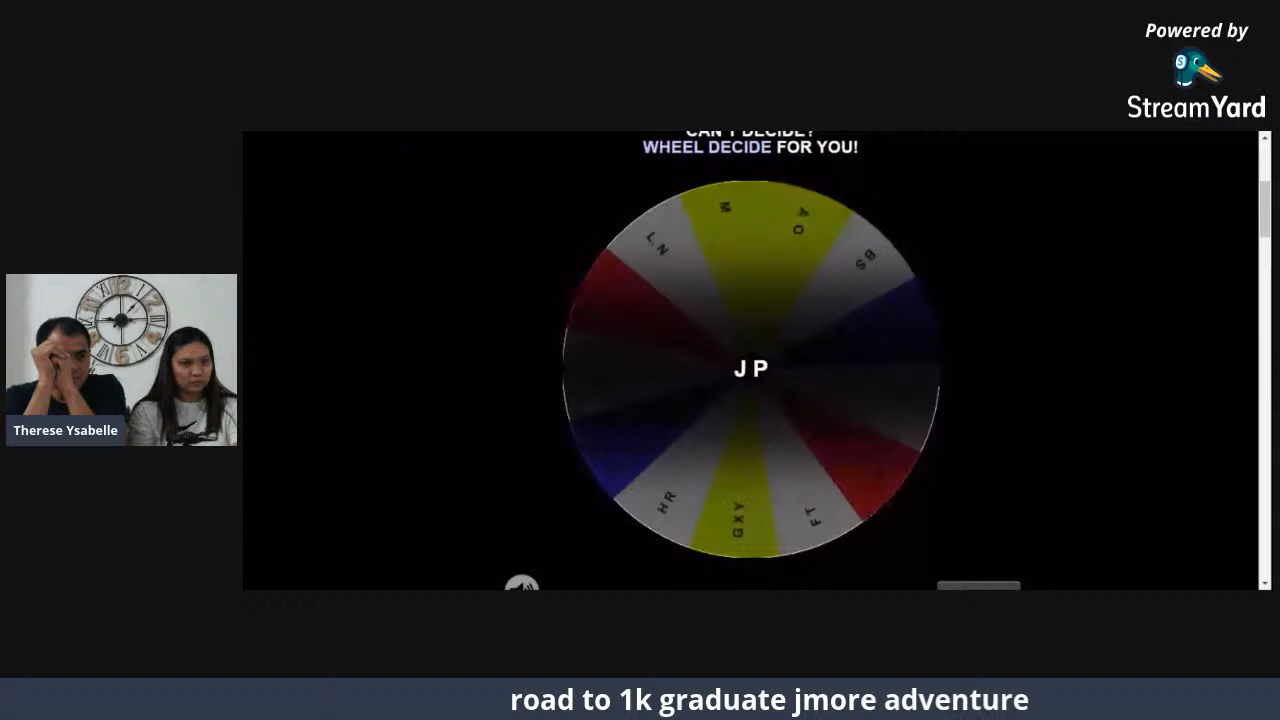 Powered by
S
StreamYard
WHEEL DECIDE FOR YOU!
M
A O
L N
B S
J P
H R
G X Y
F T
Therese Ysabelle
road to 1k graduate jmore adventure